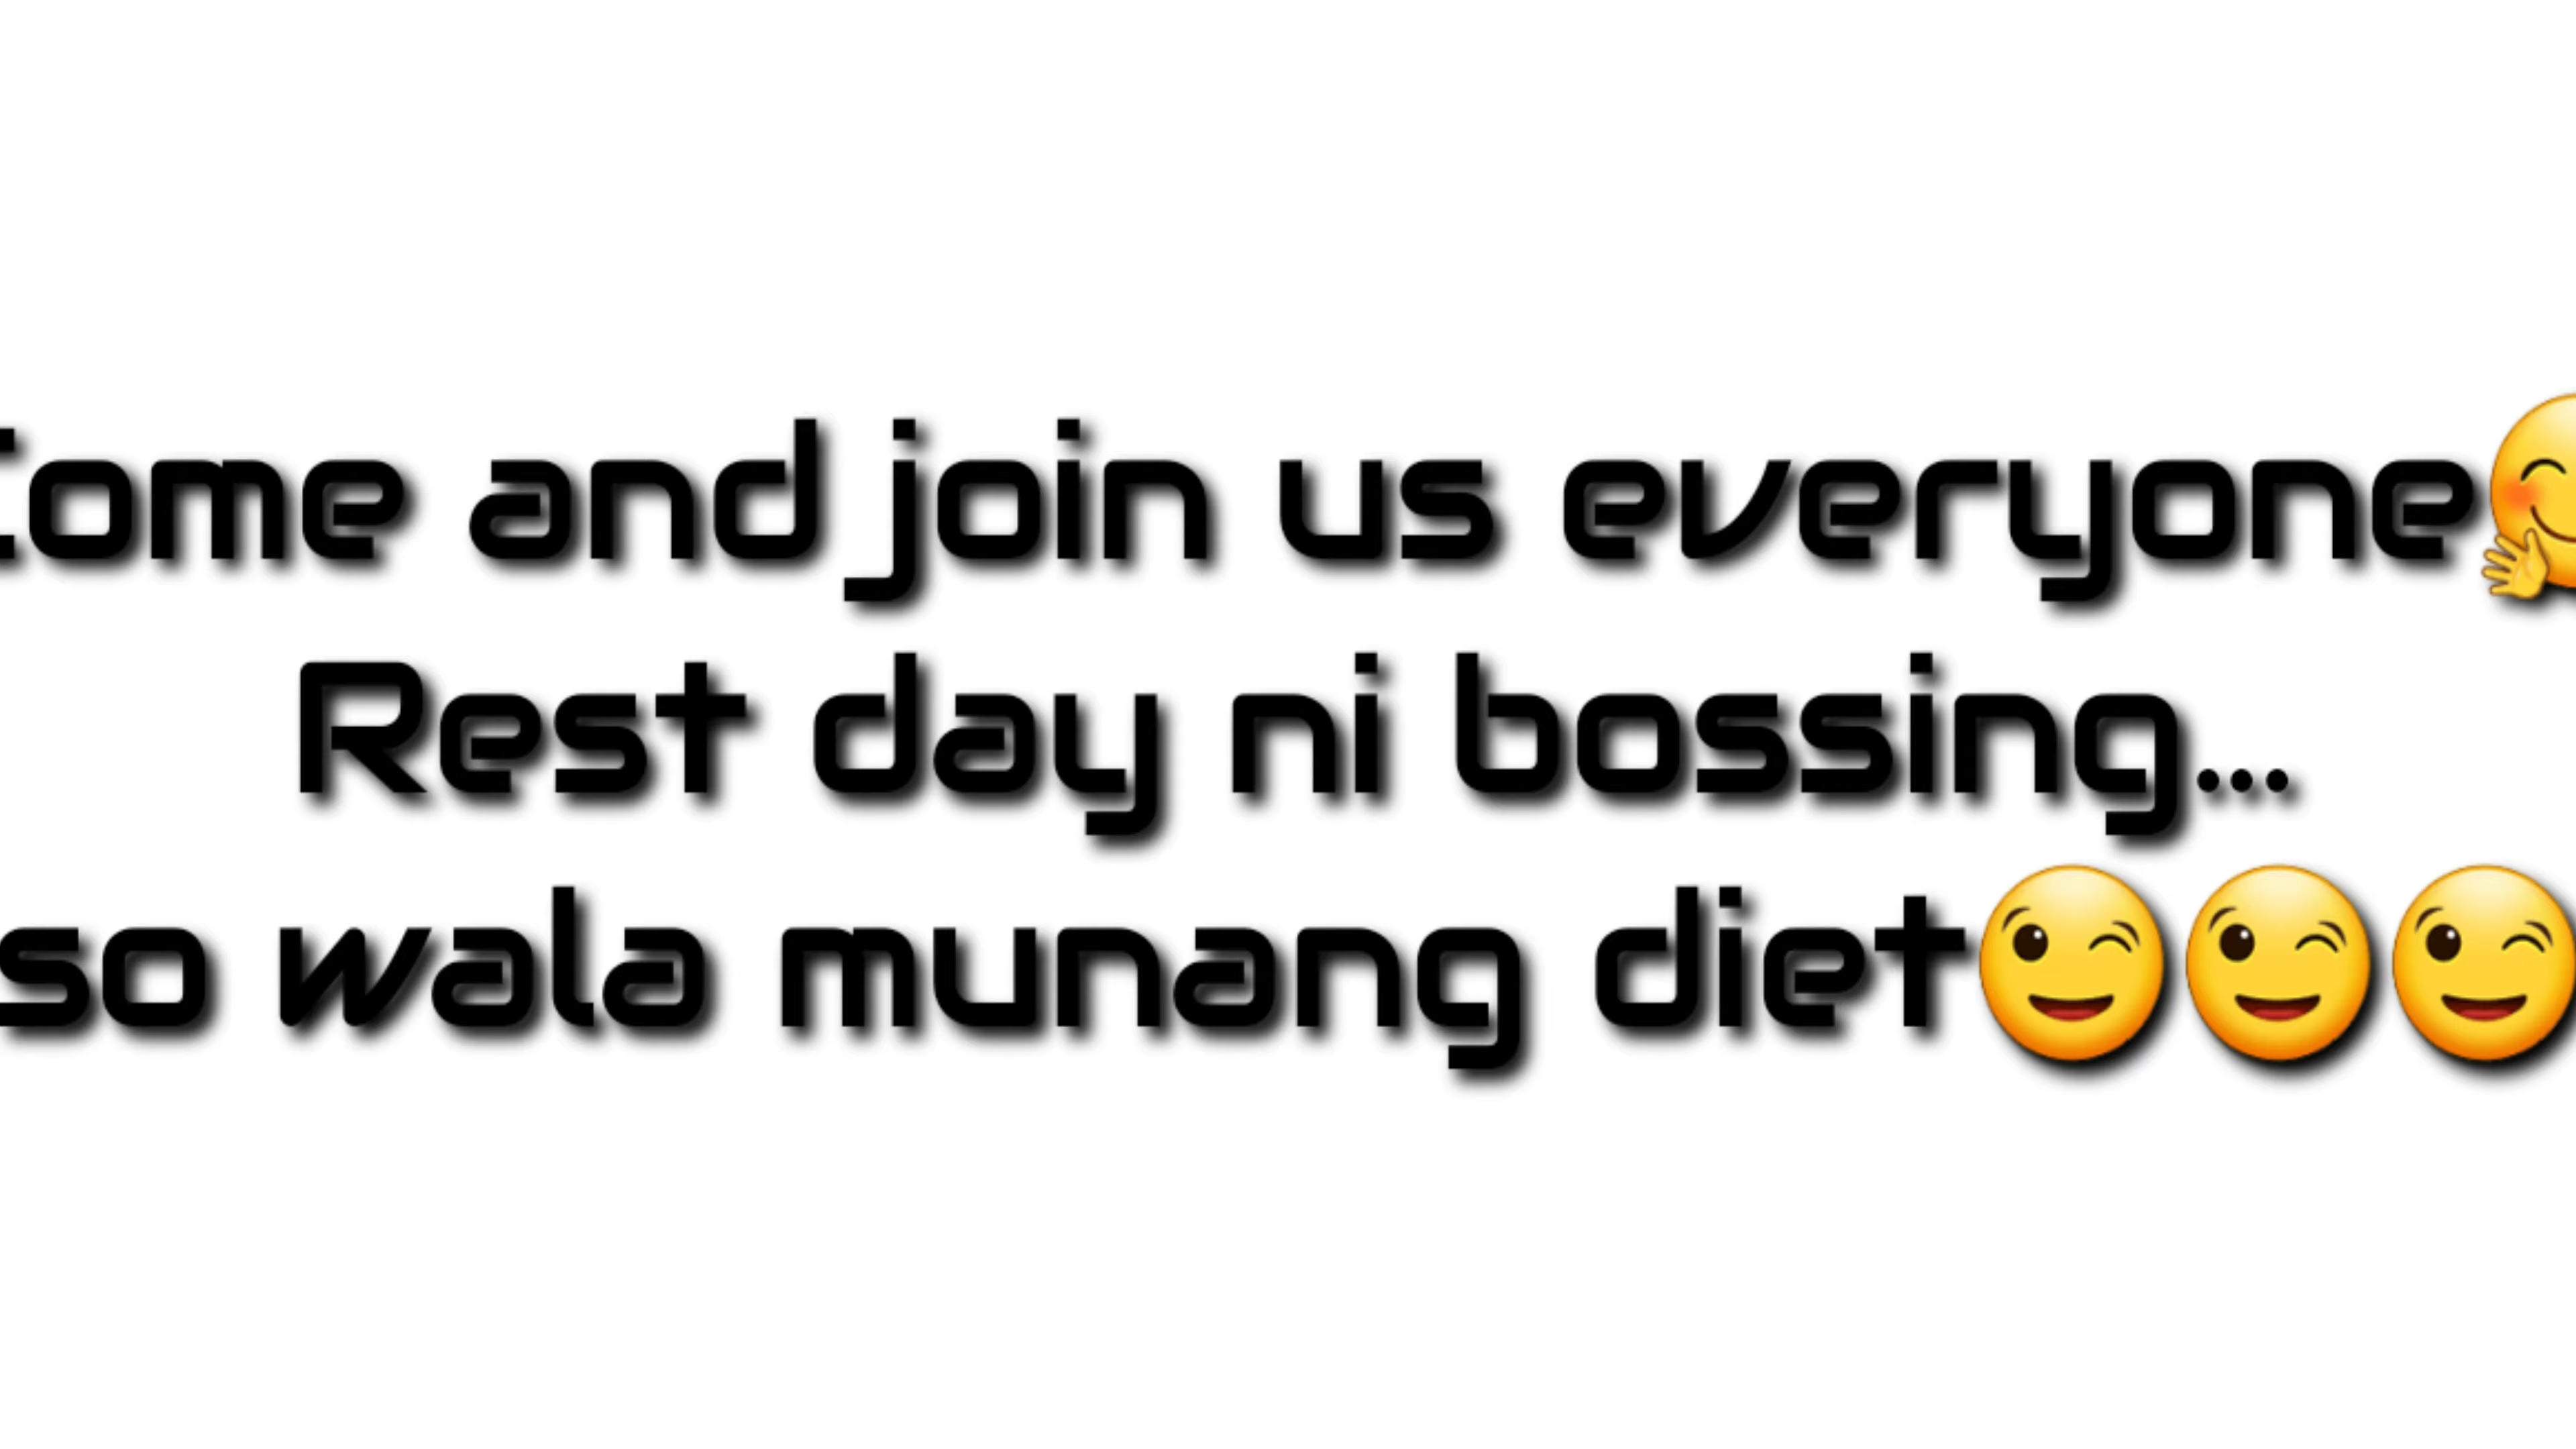 Come and join us everyone🤗
Rest day ni bossing...
so wala munang diet😉😉😉